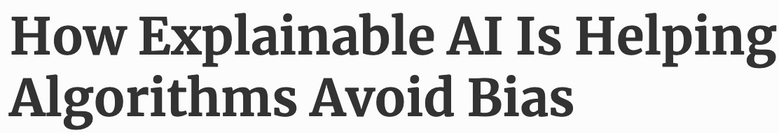 How Explainable AI Is Helping
Algorithms Avoid Bias